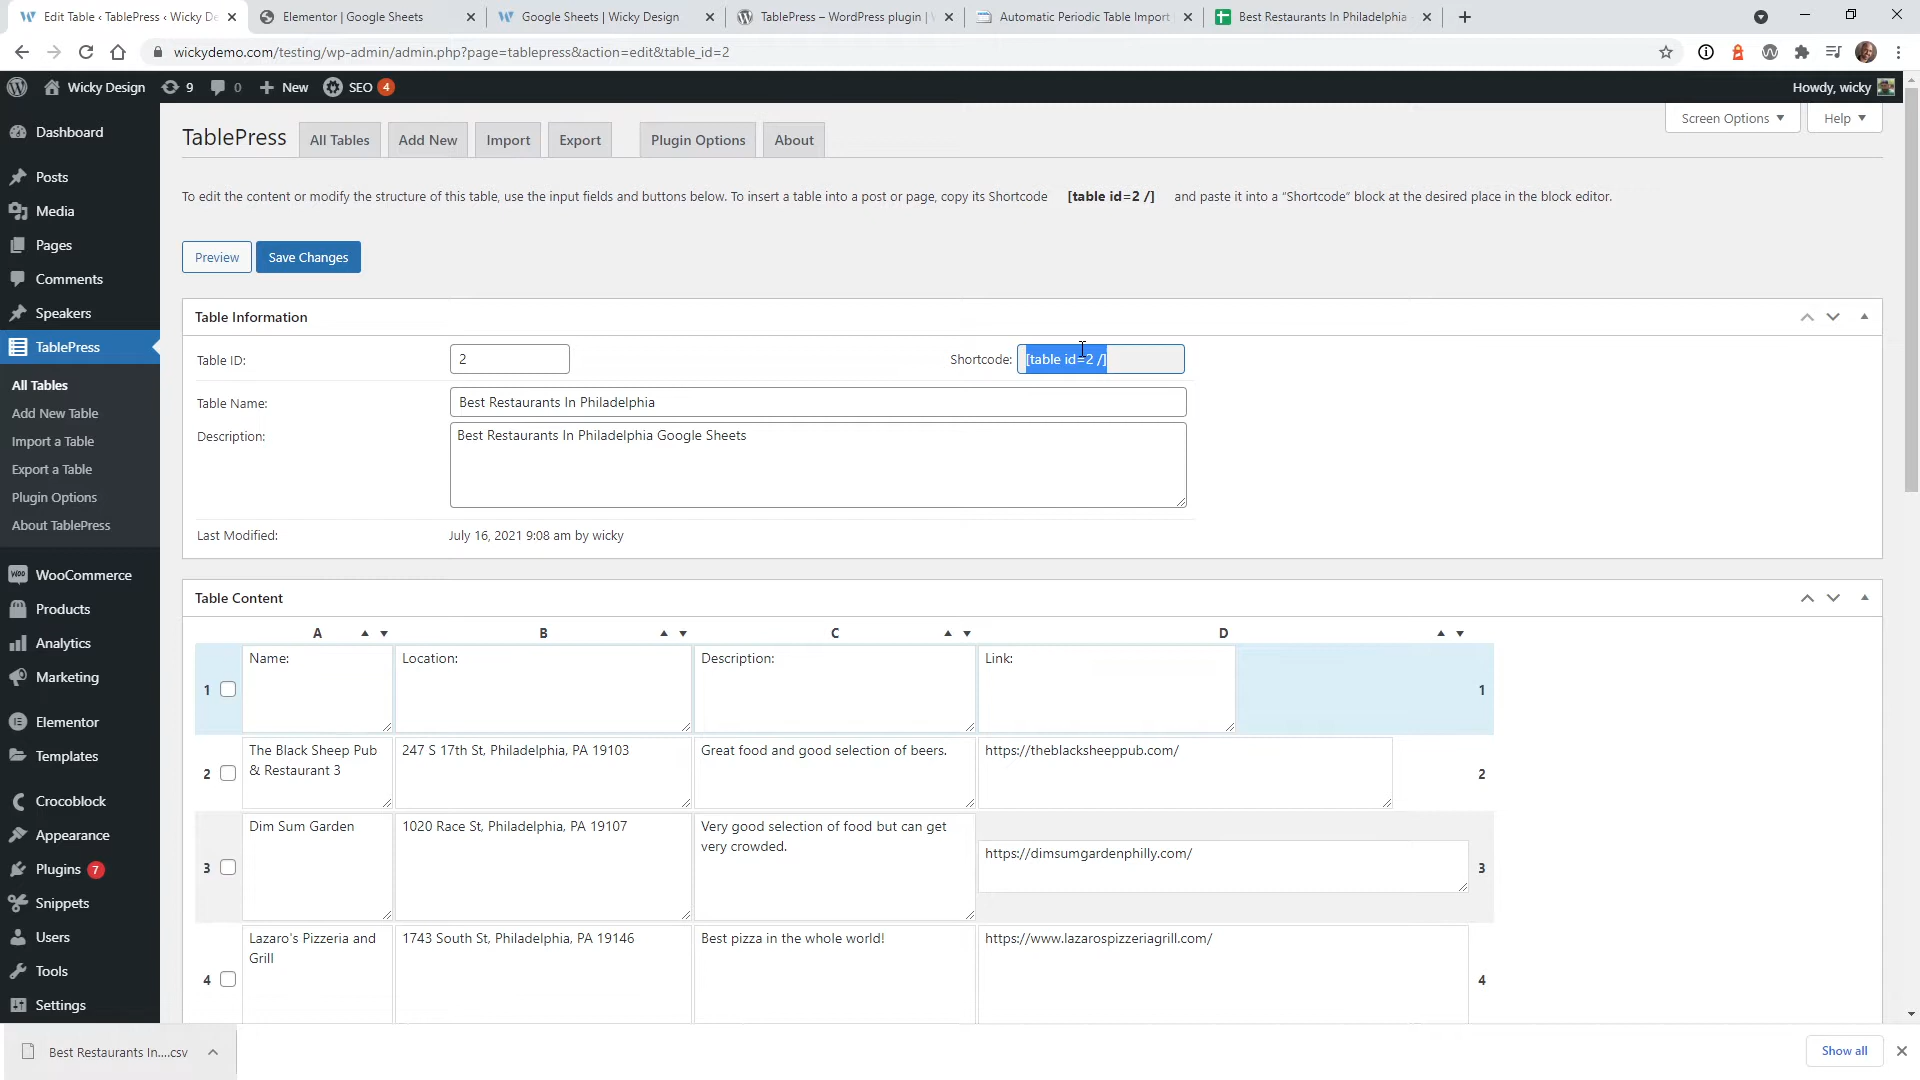 Edit Table ‹ TablePress ‹ Wicky De
Elementor | Google Sheets
Google Sheets | Wicky Design
TablePress – WordPress plugin |
Automatic Periodic Table Import
Best Restaurants In Philadelphia
wickydemo.com/testing/wp-admin/admin.php?page=tablepress&action=edit&table_id=2
Wicky Design
9
0
New
SEO 4
Howdy, wicky
Screen Options
Help
Dashboard
Posts
Media
Pages
Comments
Speakers
TablePress
All Tables
Add New Table
Import a Table
Export a Table
Plugin Options
About TablePress
WooCommerce
Products
Analytics
Marketing
Elementor
Templates
Crocoblock
Appearance
Plugins 7
Snippets
Users
Tools
Settings
TablePress
All Tables
Add New
Import
Export
Plugin Options
About
To edit the content or modify the structure of this table, use the input fields and buttons below. To insert a table into a post or page, copy its Shortcode [table id=2 /] and paste it into a “Shortcode” block at the desired place in the block editor.
Preview
Save Changes
Table Information
Table ID:
2
Shortcode:
[table id=2 /]
Table Name:
Best Restaurants In Philadelphia
Description:
Best Restaurants In Philadelphia Google Sheets
Last Modified:
July 16, 2021 9:08 am by wicky
Table Content
A B C D
1
Name:
Location:
Description:
Link:
1
2
The Black Sheep Pub
& Restaurant 3
247 S 17th St, Philadelphia, PA 19103
Great food and good selection of beers.
https://theblacksheeppub.com/
2
3
Dim Sum Garden
1020 Race St, Philadelphia, PA 19107
Very good selection of food but can get
very crowded.
https://dimsumgardenphilly.com/
3
4
Lazaro's Pizzeria and
Grill
1743 South St, Philadelphia, PA 19146
Best pizza in the whole world!
https://www.lazarospizzeriagrill.com/
4
Best Restaurants In....csv
Show all